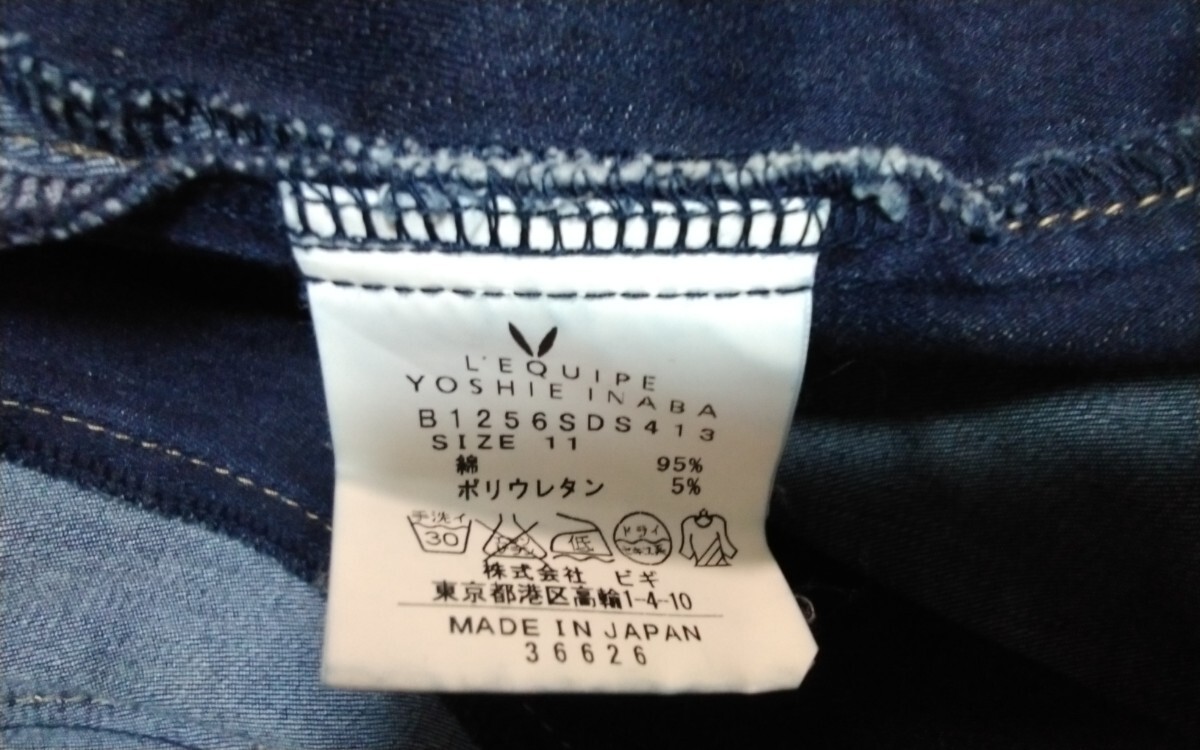 L'EQUIPE
YOSHIE INABA
B1256SDS413
SIZE 11
綿 95%
ポリウレタン 5%
手洗イ 30 低 ドライ
株式会社 ビギ
東京都港区高輪1-4-10
MADE IN JAPAN
36626